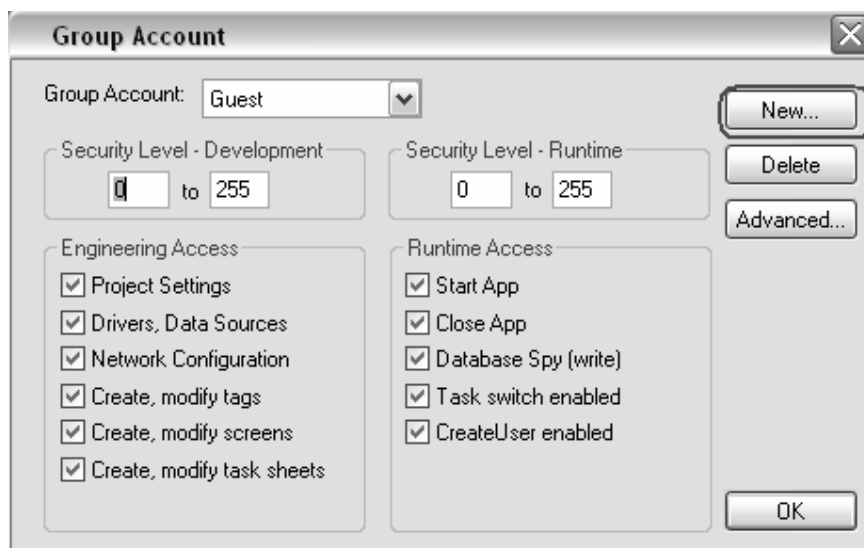 Group Account
Group Account: Guest
New...
Security Level - Development
0 to 255
Security Level - Runtime
0 to 255
Delete
Advanced...
Engineering Access
Project Settings
Drivers, Data Sources
Network Configuration
Create, modify tags
Create, modify screens
Create, modify task sheets
Runtime Access
Start App
Close App
Database Spy (write)
Task switch enabled
CreateUser enabled
OK